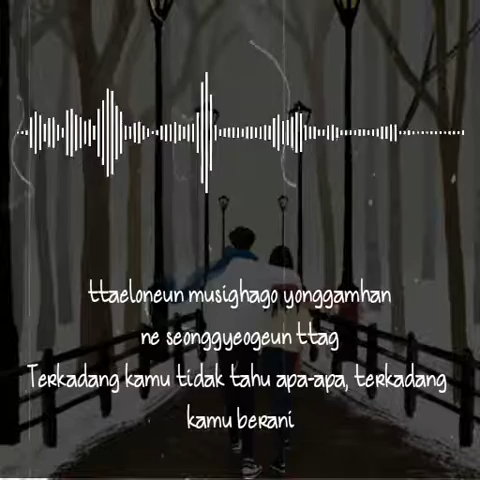 ttaeloneun musighago yonggamhan
ne seonggyeogeun ttag
Terkadang kamu tidak tahu apa-apa, terkadang
kamu berani